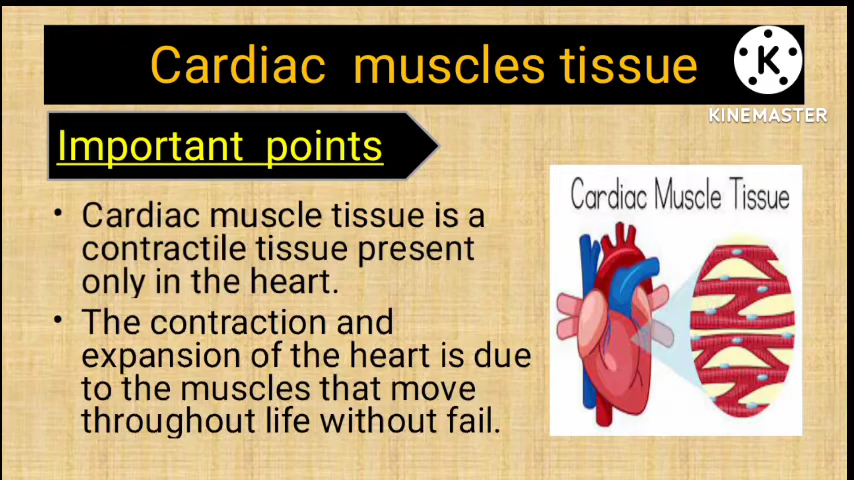 Cardiac muscles tissue
K
KINEMASTER
Important points
Cardiac Muscle Tissue
• Cardiac muscle tissue is a
contractile tissue present
only in the heart.
• The contraction and
expansion of the heart is due
to the muscles that move
throughout life without fail.